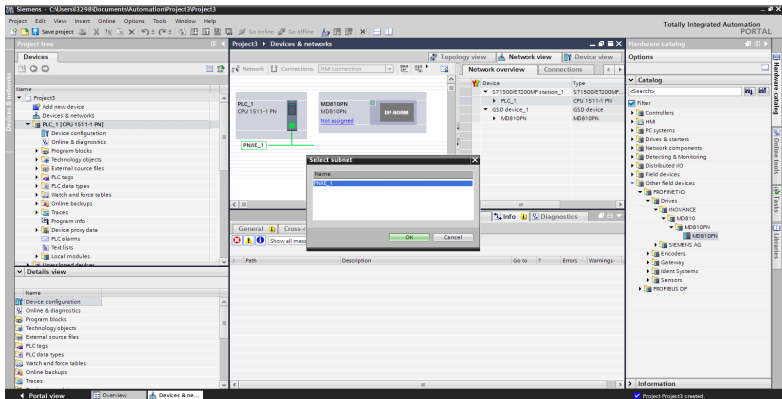 Siemens - C:\Users\I3298\Documents\Automation\Project3\Project3
Project Edit View Insert Online Options Tools Window Help
Totally Integrated Automation
PORTAL
Save project
Go online
Go offline
Project tree
Project3 › Devices & networks
Hardware catalog
Devices
Topology view
Network view
Device view
Options
Network
Connections
HMI connection
Network overview
Connections
Name
Project3
Add new device
Devices & networks
PLC_1 [CPU 1511-1 PN]
Device configuration
Online & diagnostics
Program blocks
Technology objects
External source files
PLC tags
PLC data types
Watch and force tables
Online backups
Traces
Program info
Device proxy data
PLC alarms
Text lists
Local modules
Details view
Name
Device configuration
Online & diagnostics
Program blocks
Technology objects
External source files
PLC tags
PLC data types
Watch and force tables
Online backups
Traces
PLC_1
CPU 1511-1 PN
MD810PN
MD810PN
Not assigned
DP-NORM
PN/IE_1
Device
Type
S71500/ET200MP station_1
S71500/ET200MP...
PLC_1
CPU 1511-1 PN
GSD device_1
GSD device
MD810PN
MD810PN
Select subnet
Name
PN/IE_1
OK
Cancel
Info
Diagnostics
General
Cross-r
Show all mess
!
Path
Description
Go to
?
Errors
Warnings
Catalog
<Search>
Filter
Controllers
HMI
PC systems
Drives & starters
Network components
Detecting & Monitoring
Distributed I/O
Field devices
Other field devices
PROFINET IO
Drives
INOVANCE
MD810
MD810PN
MD810PN
SIEMENS AG
Encoders
Gateway
Ident Systems
Sensors
PROFIBUS DP
Information
Hardware catalog
Online tools
Tasks
Libraries
Devices & networks
Portal view
Overview
Devices & ne...
Project Project3 created.